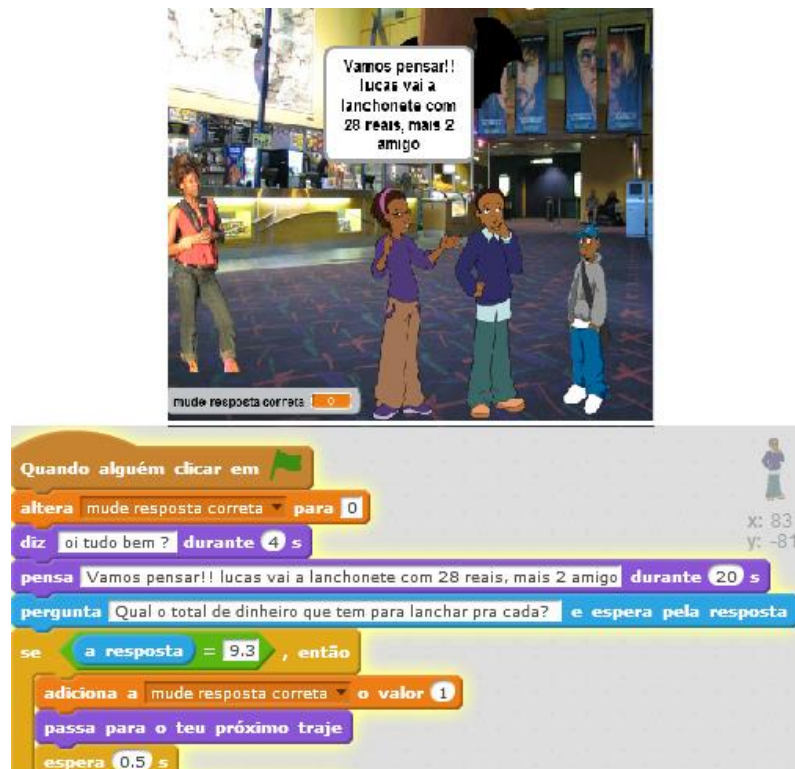 Vamos pensar!!
lucas vai a
lanchonete com
28 reais, mais 2
amigo
mude resposta correta 0
Quando alguém clicar em
altera mude resposta correta para 0
x: 83
diz oi tudo bem ? durante 4 s
y: -81
pensa Vamos pensar!! lucas vai a lanchonete com 28 reais, mais 2 amigo durante 20 s
pergunta Qual o total de dinheiro que tem para lanchar pra cada? e espera pela resposta
se a resposta = 9.3 , então
adiciona a mude resposta correta o valor 1
passa para o teu próximo traje
espera 0.5 s